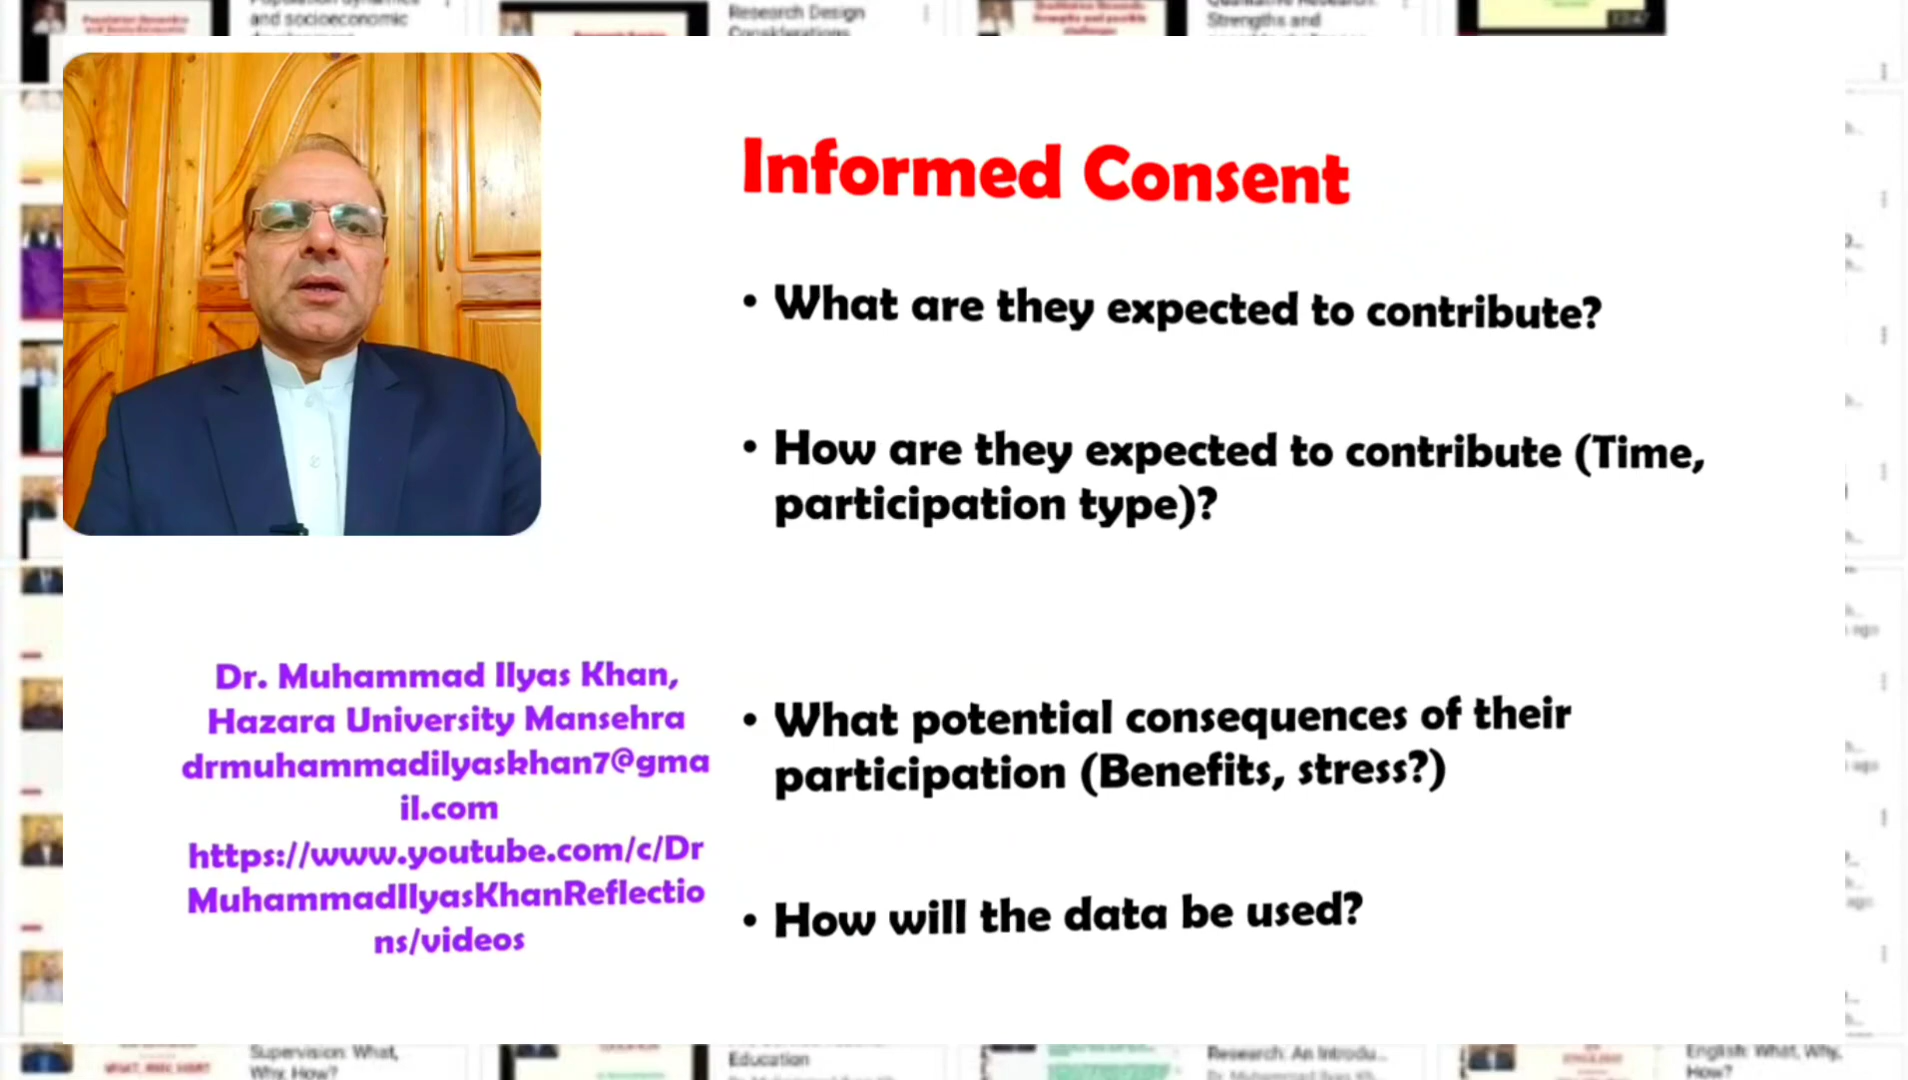 and socioeconomic
Research Design
Considerations
Strengths and
Informed Consent
• What are they expected to contribute?
• How are they expected to contribute (Time,
participation type)?
• What potential consequences of their
participation (Benefits, stress?)
• How will the data be used?
Dr. Muhammad Ilyas Khan,
Hazara University Mansehra
drmuhammadilyaskhan7@gma
il.com
https://www.youtube.com/c/Dr
MuhammadIlyasKhanReflectio
ns/videos
Supervision: What,
Why, How?
Education
Research: An Introdu...
English: What, Why,
How?